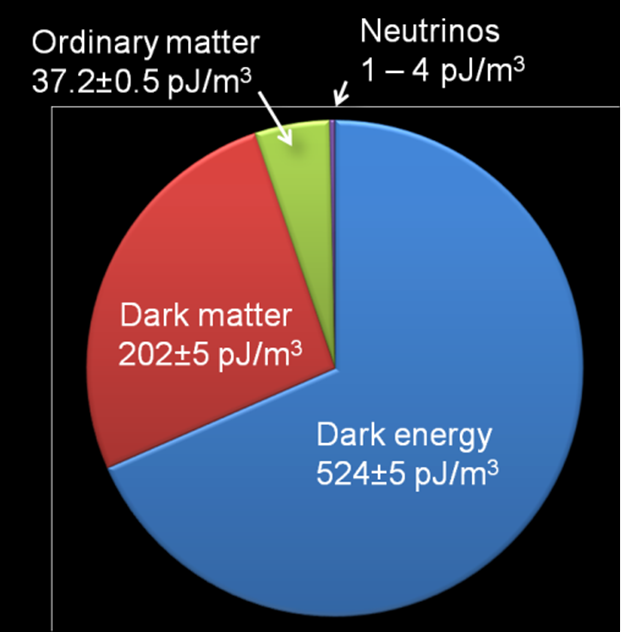 Ordinary matter
37.2±0.5 pJ/m³
Neutrinos
1 – 4 pJ/m³
Dark matter
202±5 pJ/m³
Dark energy
524±5 pJ/m³